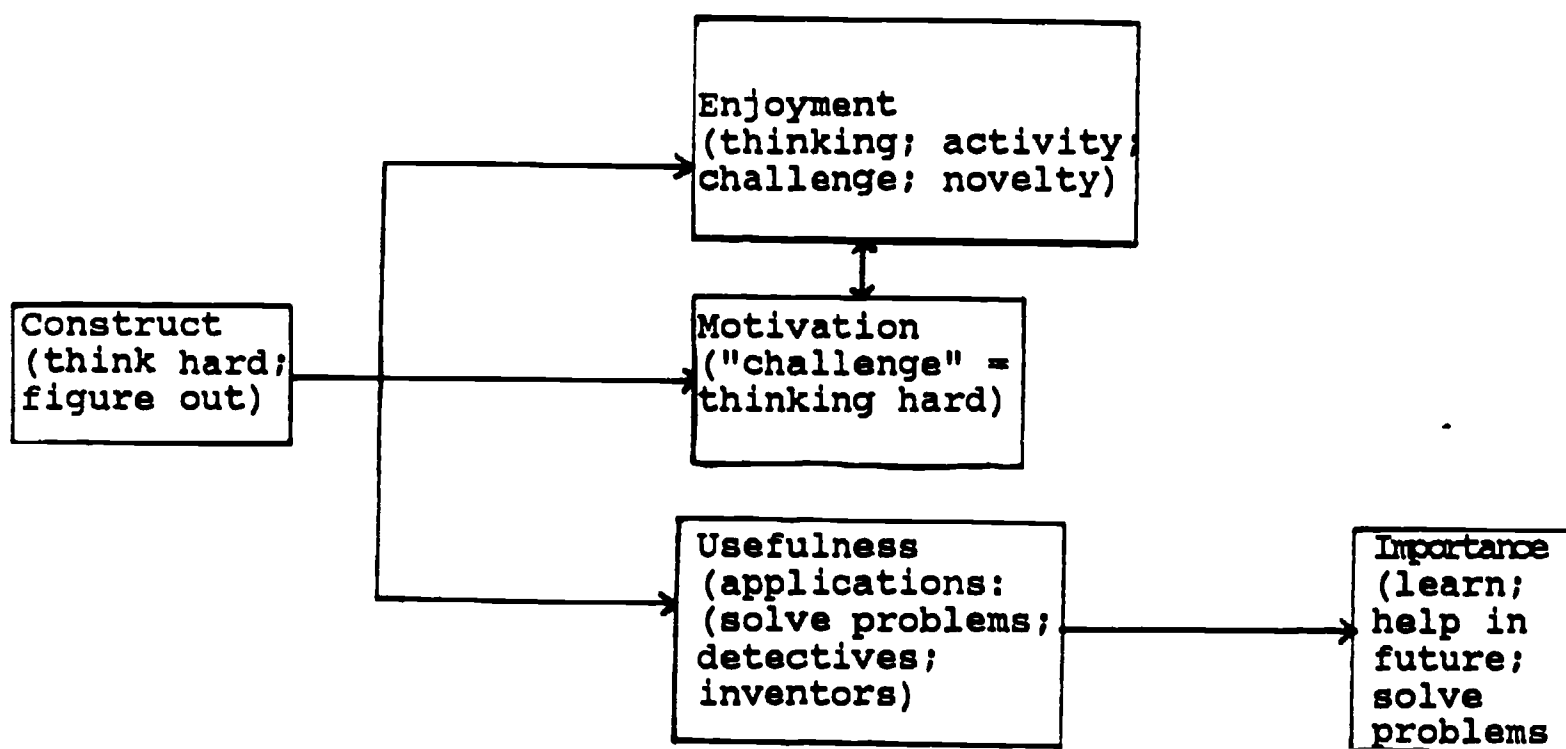 Enjoyment
(thinking; activity;
challenge; novelty)
Construct
(think hard;
figure out)
Motivation
("challenge" =
thinking hard)
Usefulness
(applications:
(solve problems;
detectives;
inventors)
Importance
(learn;
help in
future;
solve
problems